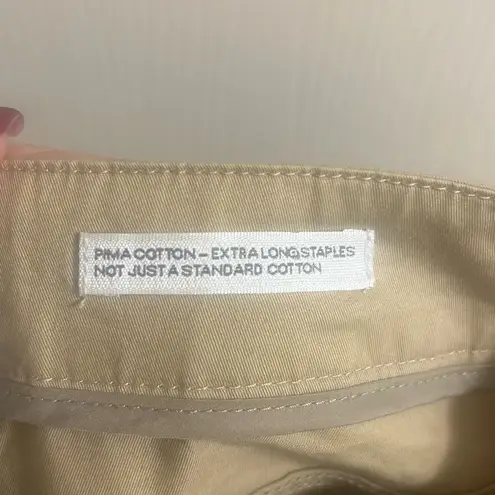 PIMA COTTON – EXTRA LONG STAPLES
NOT JUST A STANDARD COTTON